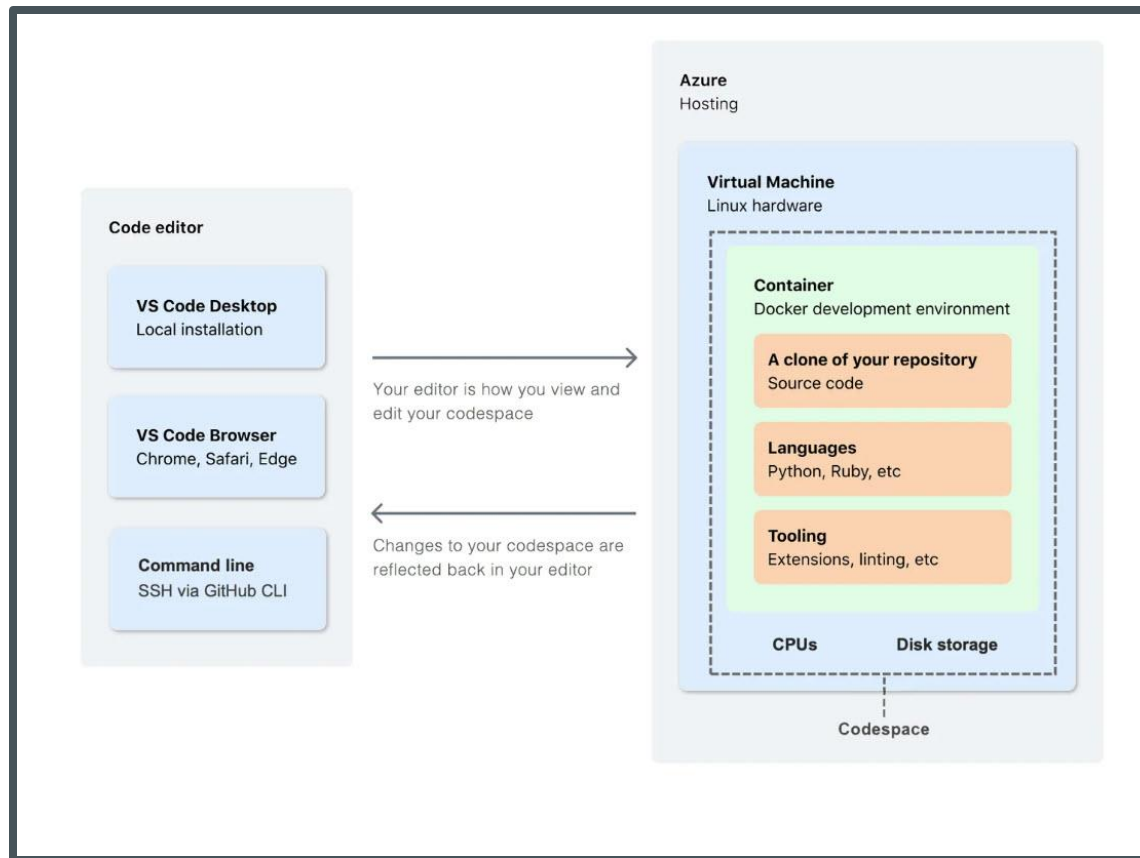 Code editor
VS Code Desktop
Local installation
VS Code Browser
Chrome, Safari, Edge
Command line
SSH via GitHub CLI
Your editor is how you view and
edit your codespace
Changes to your codespace are
reflected back in your editor
Azure
Hosting
Virtual Machine
Linux hardware
Container
Docker development environment
A clone of your repository
Source code
Languages
Python, Ruby, etc
Tooling
Extensions, linting, etc
CPUs
Disk storage
Codespace